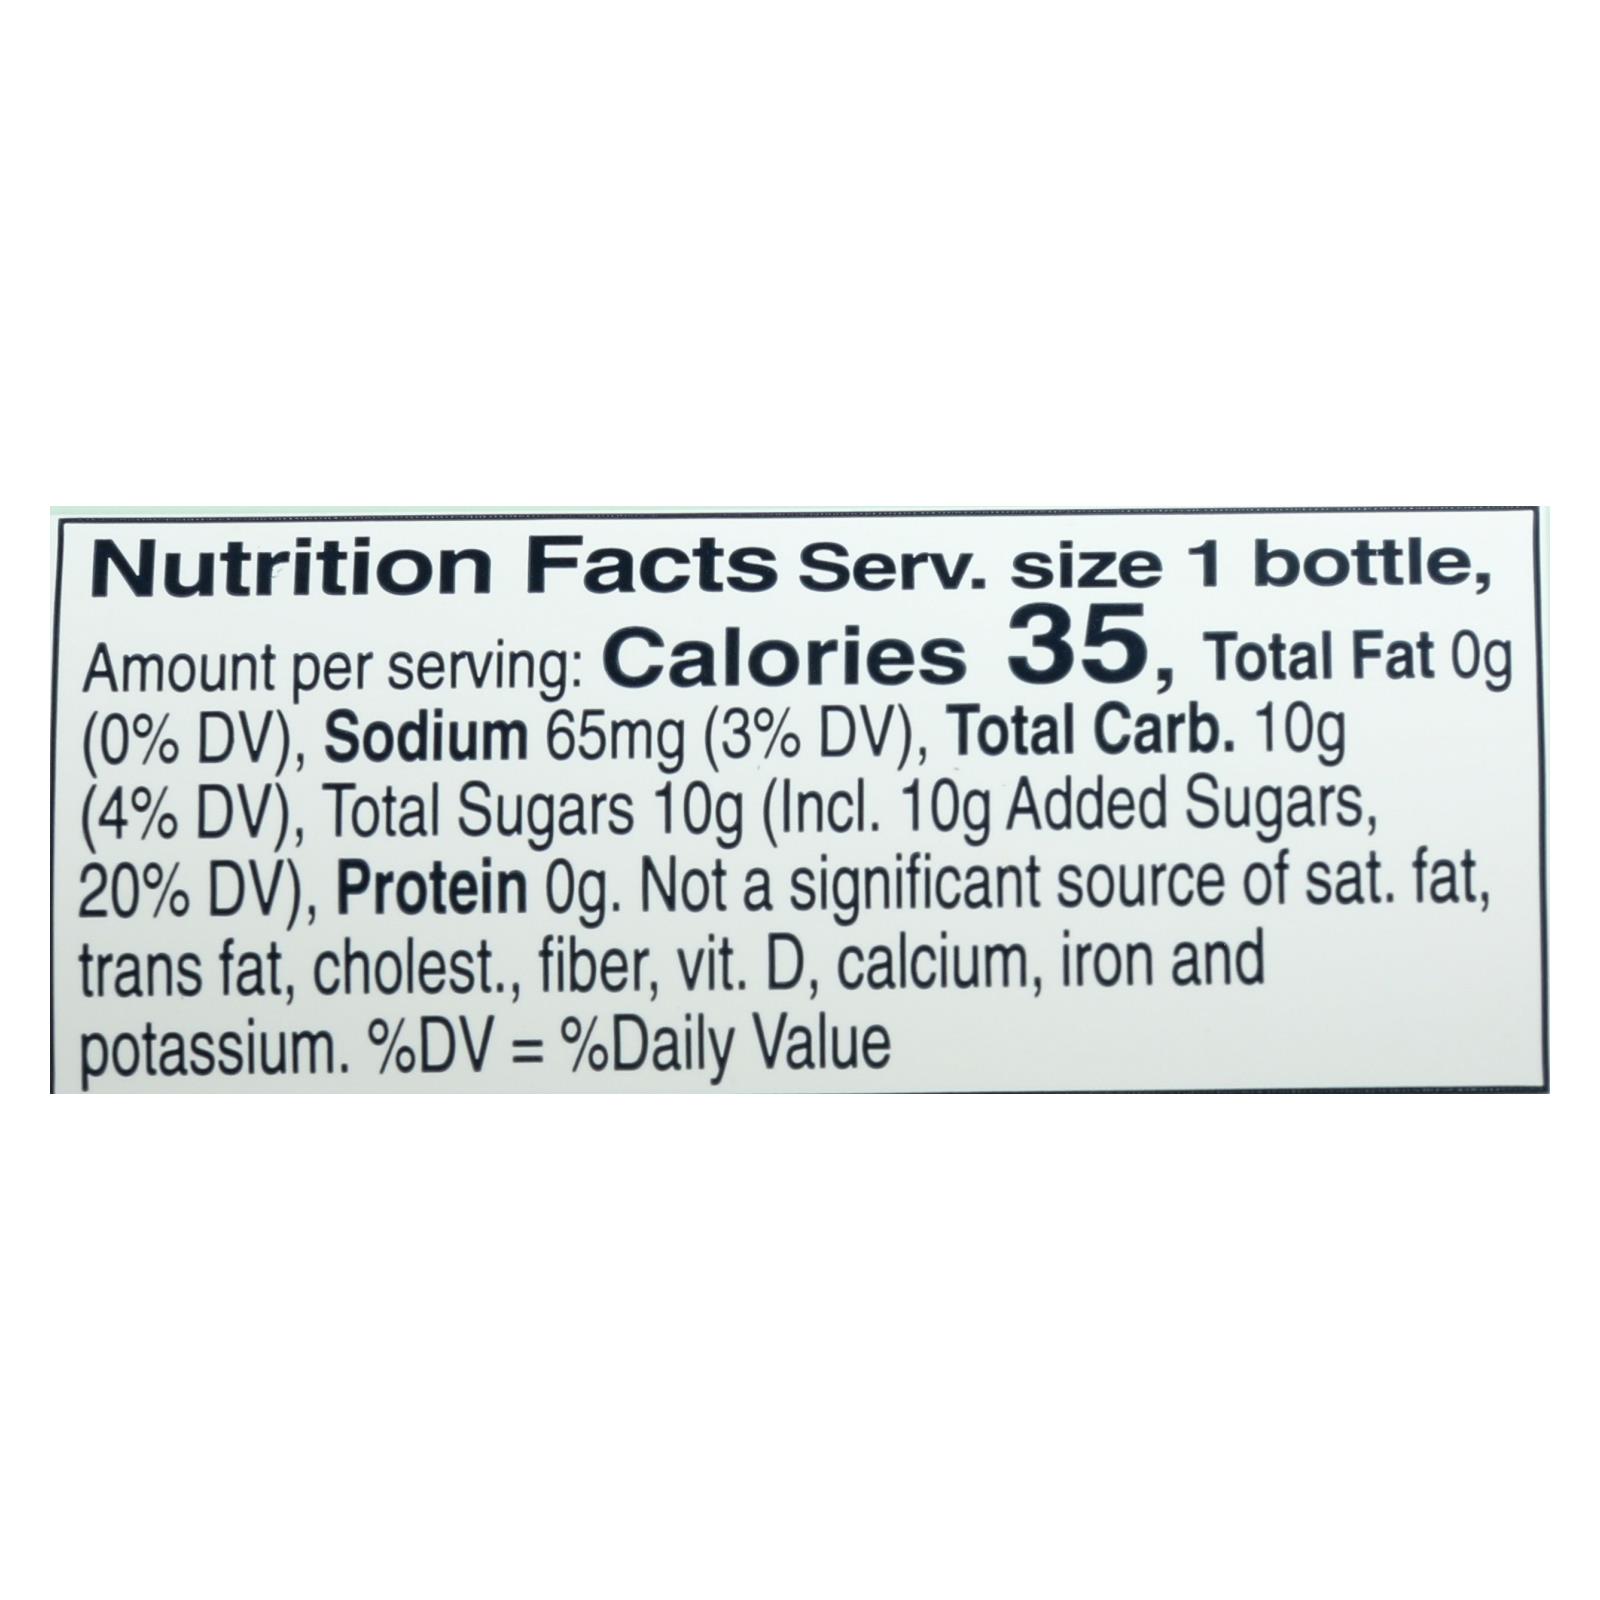 Nutrition Facts Serv. size 1 bottle,
Amount per serving: Calories 35, Total Fat 0g
(0% DV), Sodium 65mg (3% DV), Total Carb. 10g
(4% DV), Total Sugars 10g (Incl. 10g Added Sugars,
20% DV), Protein 0g. Not a significant source of sat. fat,
trans fat, cholest., fiber, vit. D, calcium, iron and
potassium. %DV = %Daily Value